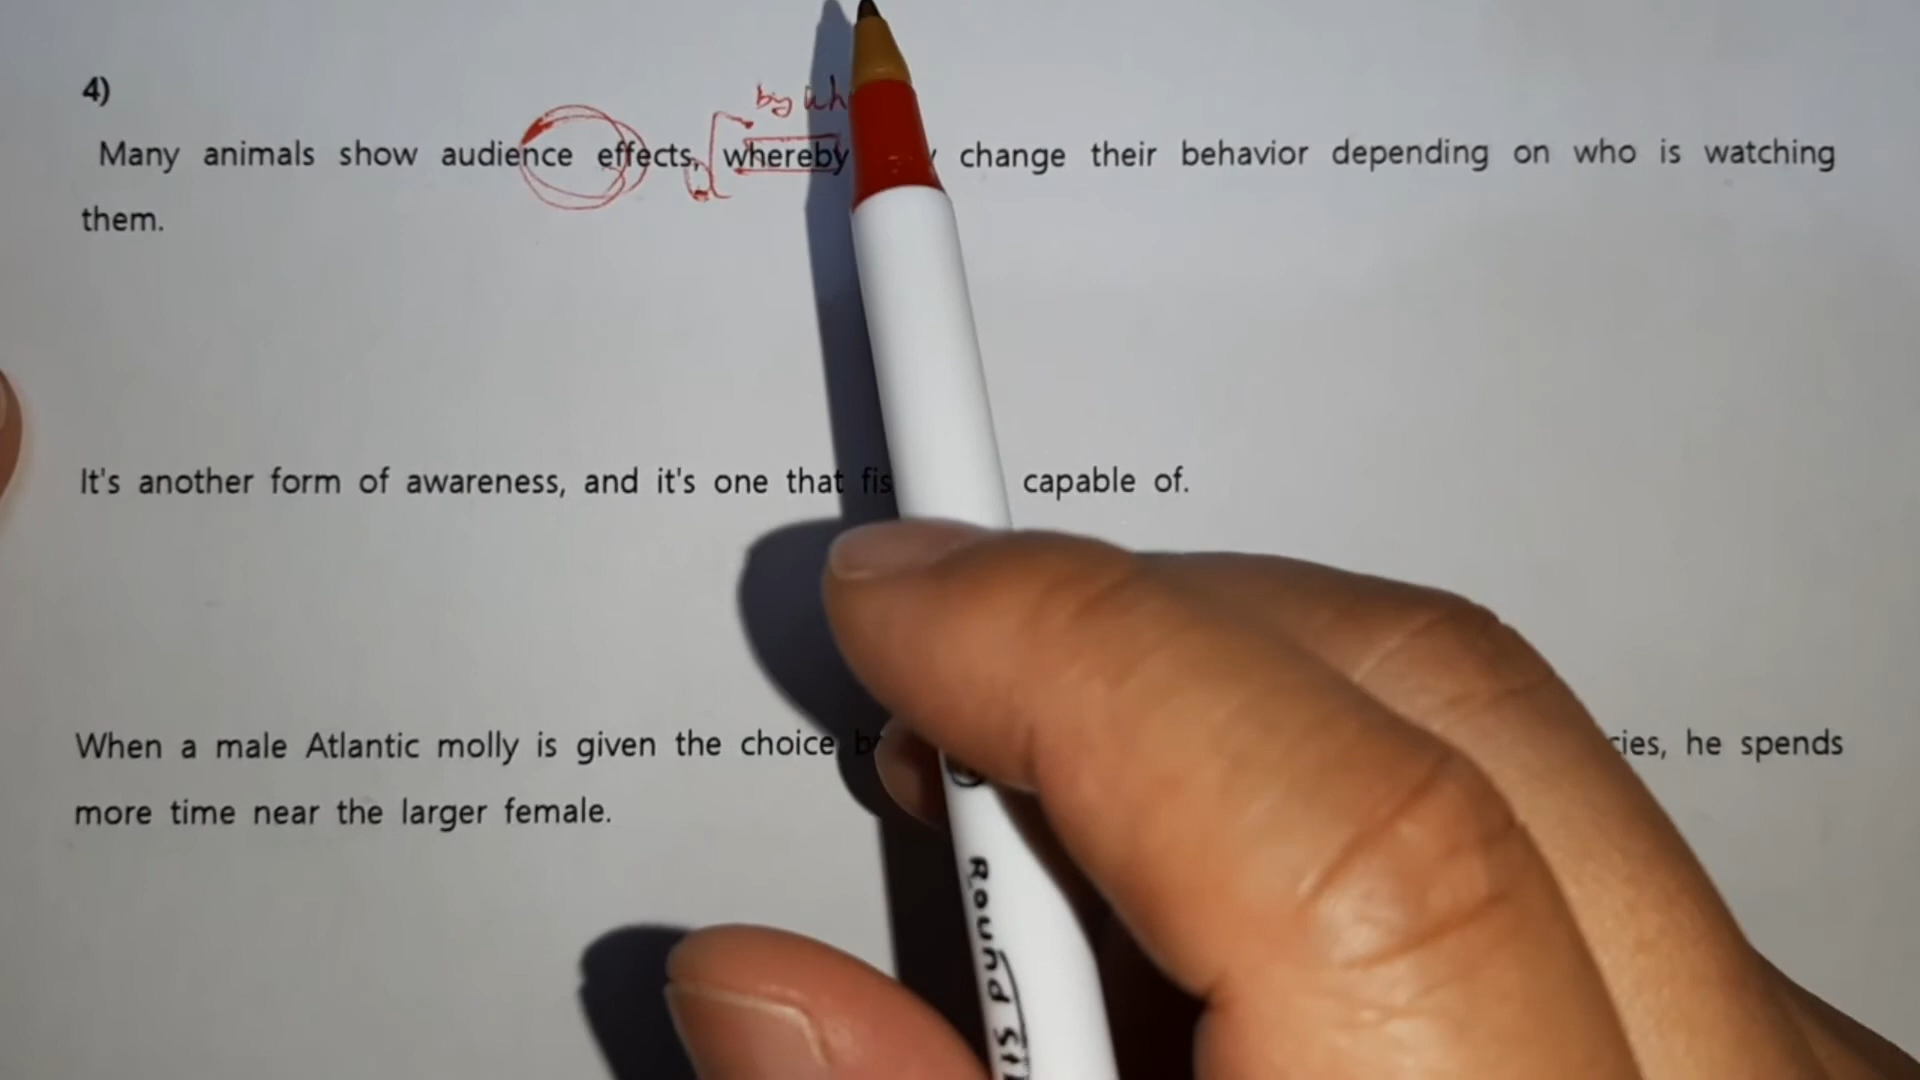 4)
by wh
Many animals show audience effects, whereby change their behavior depending on who is watching
them.
It's another form of awareness, and it's one that capable of.
When a male Atlantic molly is given the choice he spends
more time near the larger female.
Round